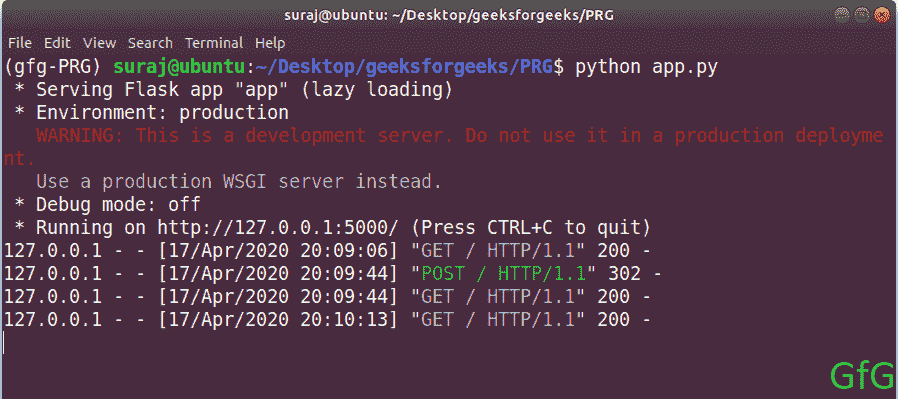 suraj@ubuntu: ~/Desktop/geeksforgeeks/PRG
File Edit View Search Terminal Help
(gfg-PRG) suraj@ubuntu:~/Desktop/geeksforgeeks/PRG$ python app.py
 * Serving Flask app "app" (lazy loading)
 * Environment: production
   WARNING: This is a development server. Do not use it in a production deployme
nt.
   Use a production WSGI server instead.
 * Debug mode: off
 * Running on http://127.0.0.1:5000/ (Press CTRL+C to quit)
127.0.0.1 - - [17/Apr/2020 20:09:06] "GET / HTTP/1.1" 200 -
127.0.0.1 - - [17/Apr/2020 20:09:44] "POST / HTTP/1.1" 302 -
127.0.0.1 - - [17/Apr/2020 20:09:44] "GET / HTTP/1.1" 200 -
127.0.0.1 - - [17/Apr/2020 20:10:13] "GET / HTTP/1.1" 200 -
GfG